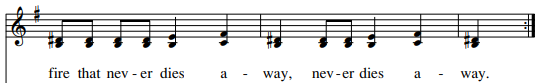 fire that nev - er dies a - way, nev - er dies a - way.